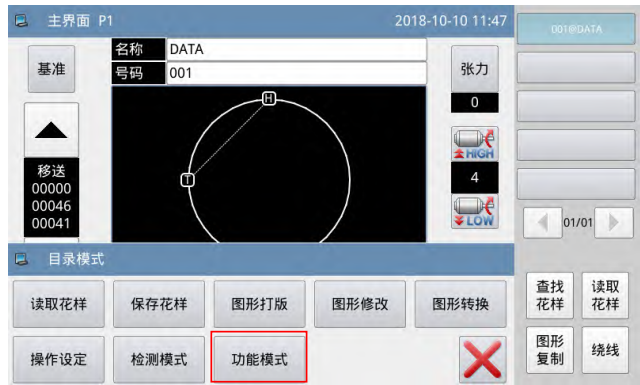 主界面 P1
2018-10-10 11:47
001@DATA
基准
名称 DATA
号码 001
张力
0
H
T
移送
00000
00046
00041
HIGH
4
LOW
01/01
目录模式
读取花样
保存花样
图形打版
图形修改
图形转换
操作设定
检测模式
功能模式
查找
花样
读取
花样
图形
复制
绕线